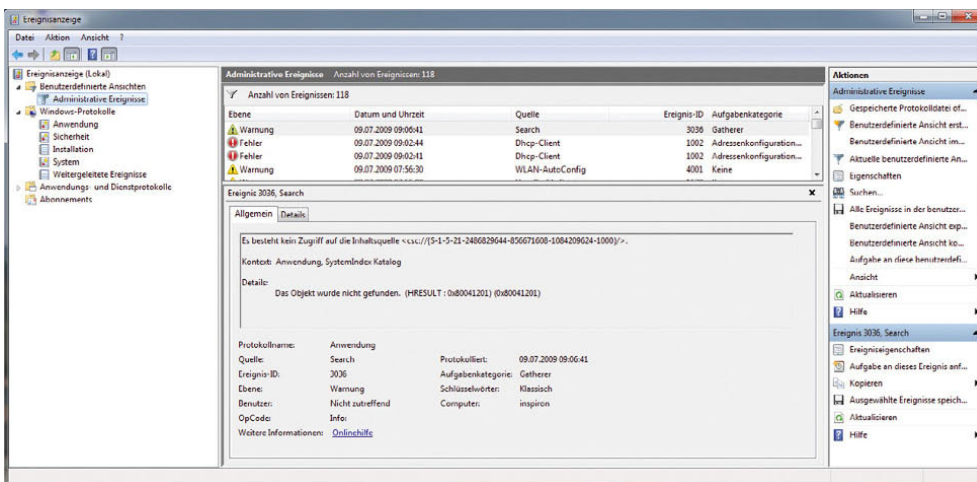 Ereignisanzeige
Datei Aktion Ansicht ?
Ereignisanzeige (Lokal)
Benutzerdefinierte Ansichten
Administrative Ereignisse
Windows-Protokolle
Anwendung
Sicherheit
Installation
System
Weitergeleitete Ereignisse
Anwendungs- und Dienstprotokolle
Abonnements
Administrative Ereignisse Anzahl von Ereignissen: 118
Anzahl von Ereignissen: 118
Ebene Datum und Uhrzeit Quelle Ereignis-ID Aufgabenkategorie
Warnung 09.07.2009 09:06:41 Search 3036 Gatherer
Fehler 09.07.2009 09:02:44 Dhcp-Client 1002 Adressenkonfiguration...
Fehler 09.07.2009 09:02:41 Dhcp-Client 1002 Adressenkonfiguration...
Warnung 09.07.2009 07:56:30 WLAN-AutoConfig 4001 Keine
Ereignis 3036, Search
Allgemein Details
Es besteht kein Zugriff auf die Inhaltsquelle <csc://{S-1-5-21-2486829644-856671608-1084209624-1000}/>.
Kontext: Anwendung, SystemIndex Katalog
Details:
Das Objekt wurde nicht gefunden. (HRESULT : 0x80041201) (0x80041201)
Protokollname: Anwendung
Quelle: Search Protokolliert: 09.07.2009 09:06:41
Ereignis-ID: 3036 Aufgabenkategorie: Gatherer
Ebene: Warnung Schlüsselwörter: Klassisch
Benutzer: Nicht zutreffend Computer: inspiron
OpCode: Info:
Weitere Informationen: Onlinehilfe
Aktionen
Administrative Ereignisse
Gespeicherte Protokolldatei öf...
Benutzerdefinierte Ansicht erst...
Benutzerdefinierte Ansicht im...
Aktuelle benutzerdefinierte An...
Eigenschaften
Suchen...
Alle Ereignisse in der benutzer...
Benutzerdefinierte Ansicht exp...
Benutzerdefinierte Ansicht ko...
Aufgabe an diese benutzerdefi...
Ansicht
Aktualisieren
Hilfe
Ereignis 3036, Search
Ereigniseigenschaften
Aufgabe an dieses Ereignis anf...
Kopieren
Ausgewählte Ereignisse speich...
Aktualisieren
Hilfe